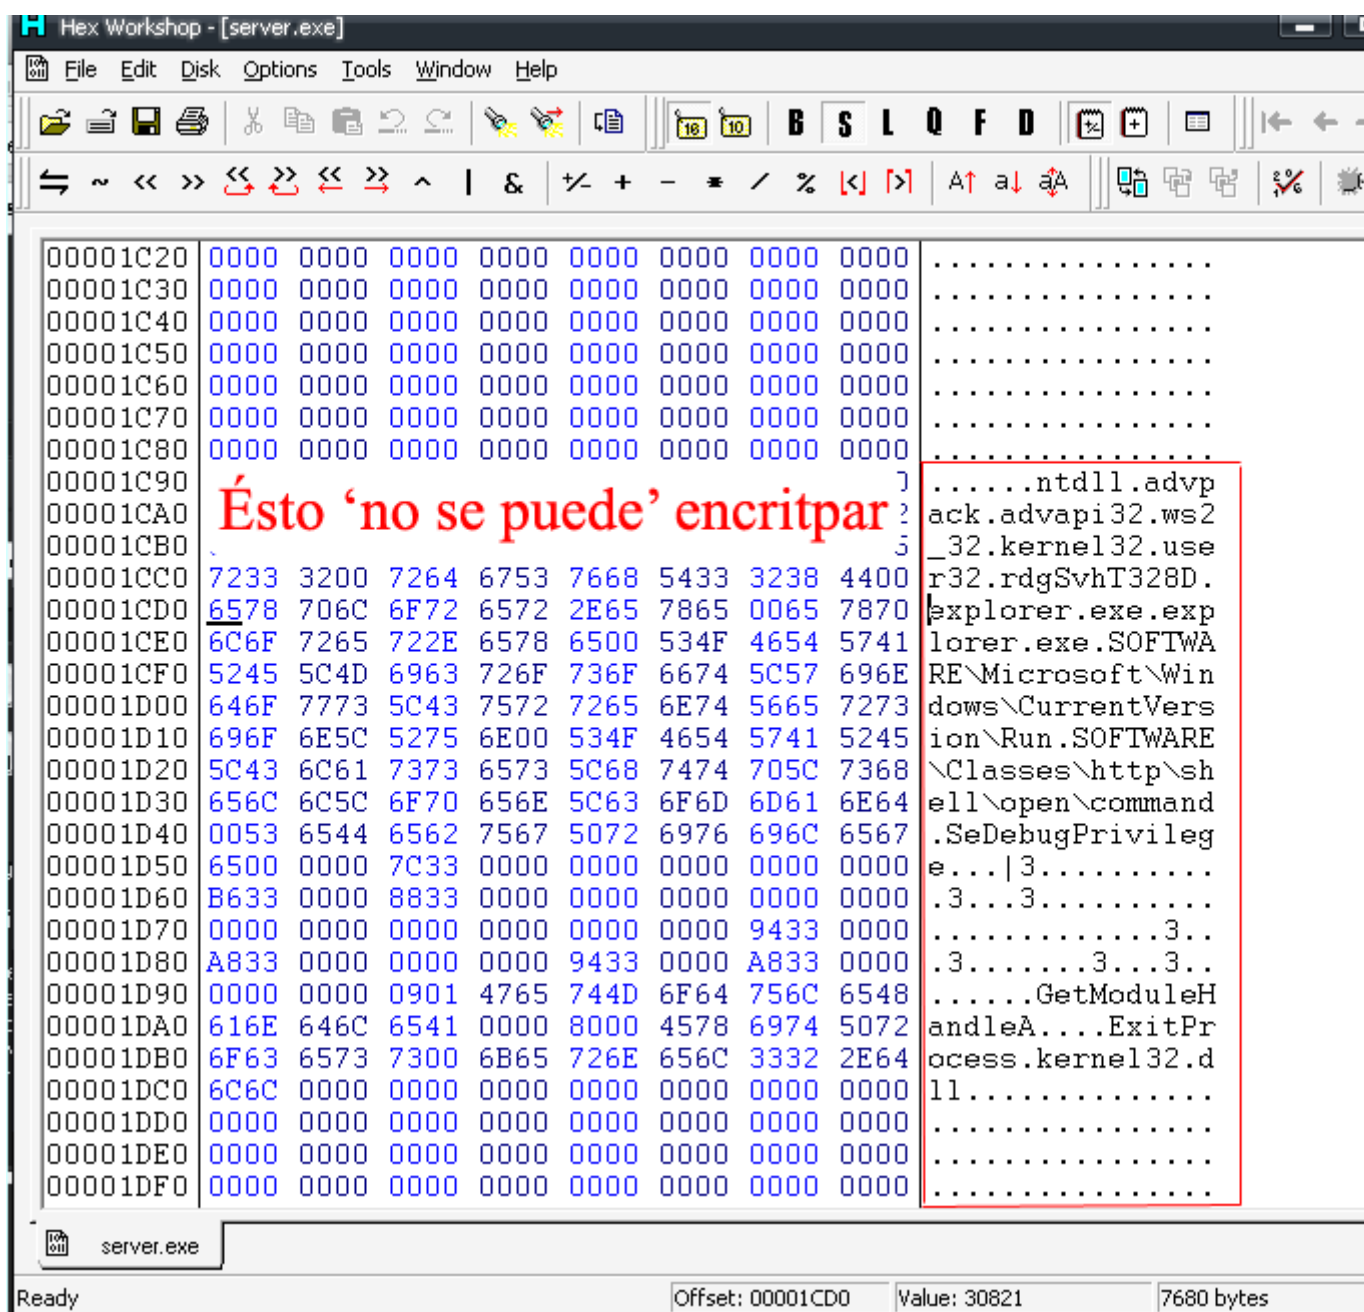 Hex Workshop - [server.exe]
File Edit Disk Options Tools Window Help
B S L Q F D
00001C20 0000 0000 0000 0000 0000 0000 0000 0000 ................
00001C30 0000 0000 0000 0000 0000 0000 0000 0000 ................
00001C40 0000 0000 0000 0000 0000 0000 0000 0000 ................
00001C50 0000 0000 0000 0000 0000 0000 0000 0000 ................
00001C60 0000 0000 0000 0000 0000 0000 0000 0000 ................
00001C70 0000 0000 0000 0000 0000 0000 0000 0000 ................
00001C80 0000 0000 0000 0000 0000 0000 0000 0000 ................
00001C90 ......ntdll.advp
Ésto ‘no se puede’ encritpar
00001CA0 ack.advapi32.ws2
00001CB0 _32.kernel32.use
00001CC0 7233 3200 7264 6753 7668 5433 3238 4400 r32.rdgSvhT328D.
00001CD0 6578 706C 6F72 6572 2E65 7865 0065 7870 explorer.exe.exp
00001CE0 6C6F 7265 722E 6578 6500 534F 4654 5741 lorer.exe.SOFTWA
00001CF0 5245 5C4D 6963 726F 736F 6674 5C57 696E RE\Microsoft\Win
00001D00 646F 7773 5C43 7572 7265 6E74 5665 7273 dows\CurrentVers
00001D10 696F 6E5C 5275 6E00 534F 4654 5741 5245 ion\Run.SOFTWARE
00001D20 5C43 6C61 7373 6573 5C68 7474 705C 7368 \Classes\http\sh
00001D30 656C 6C5C 6F70 656E 5C63 6F6D 6D61 6E64 ell\open\command
00001D40 0053 6544 6562 7567 5072 6976 696C 6567 .SeDebugPrivileg
00001D50 6500 0000 7C33 0000 0000 0000 0000 0000 e...|3..........
00001D60 B633 0000 8833 0000 0000 0000 0000 0000 .3...3..........
00001D70 0000 0000 0000 0000 0000 0000 9433 0000 .............3..
00001D80 A833 0000 0000 0000 9433 0000 A833 0000 .3.......3...3..
00001D90 0000 0000 0901 4765 744D 6F64 756C 6548 ......GetModuleH
00001DA0 616E 646C 6541 0000 8000 4578 6974 5072 andleA....ExitPr
00001DB0 6F63 6573 7300 6B65 726E 656C 3332 2E64 ocess.kernel32.d
00001DC0 6C6C 0000 0000 0000 0000 0000 0000 0000 ll..............
00001DD0 0000 0000 0000 0000 0000 0000 0000 0000 ................
00001DE0 0000 0000 0000 0000 0000 0000 0000 0000 ................
00001DF0 0000 0000 0000 0000 0000 0000 0000 0000 ................
server.exe
Ready Offset: 00001CD0 Value: 30821 7680 bytes